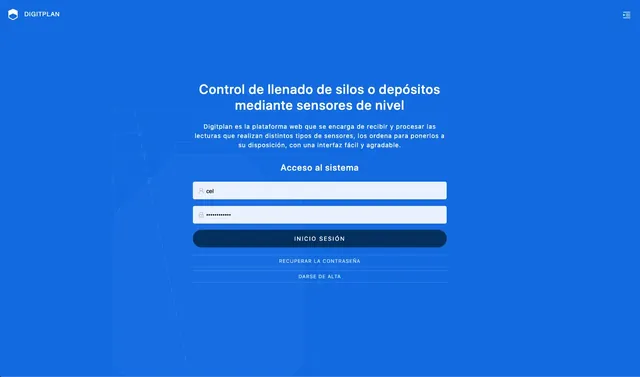 DIGITPLAN
Control de llenado de silos o depósitos
mediante sensores de nivel
Digitplan es la plataforma web que se encarga de recibir y procesar las
lecturas que realizan distintos tipos de sensores, los ordena para ponerlos a
su disposición, con una interfaz fácil y agradable.
Acceso al sistema
cel
••••••••••••
INICIO SESIÓN
RECUPERAR LA CONTRASEÑA
DARSE DE ALTA